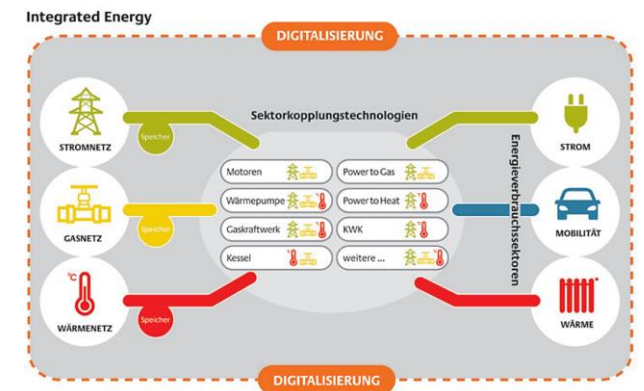 Integrated Energy
DIGITALISIERUNG
Sektorkopplungstechnologien
STROMNETZ
Speicher
STROM
Motoren
Power to Gas
Wärmepumpe
Power to Heat
GASNETZ
Speicher
Gaskraftwerk
KWK
MOBILITÄT
Kessel
weitere ...
Energieverbrauchssektoren
°C
WÄRMENETZ
Speicher
WÄRME
DIGITALISIERUNG